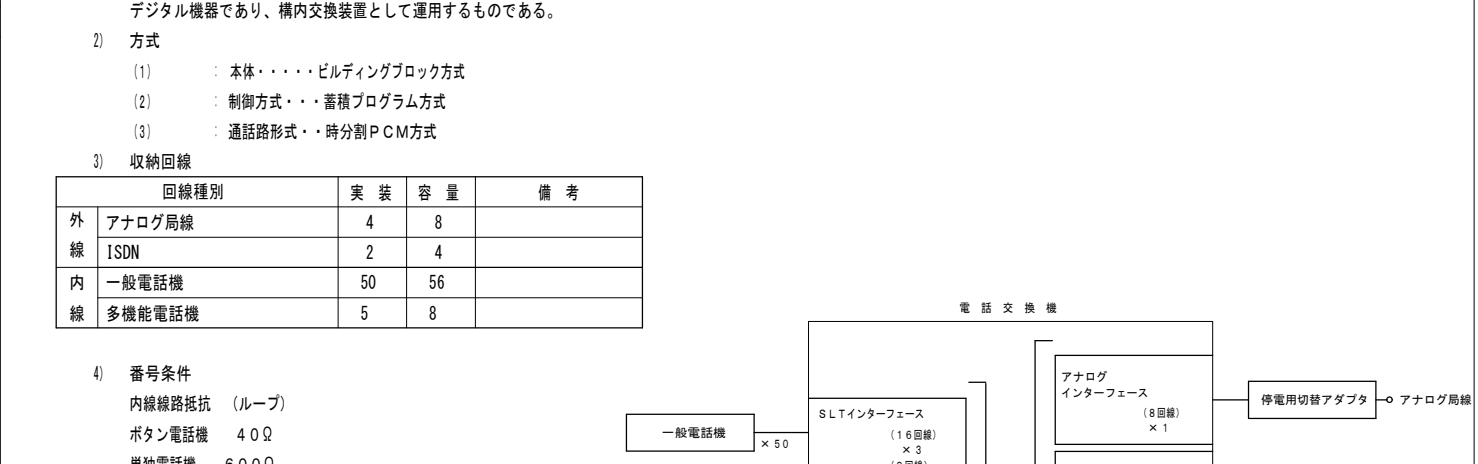 デジタル機器であり、構内交換装置として運用するものである。
2) 方式
(1) : 本体・・・・・ビルディングブロック方式
(2) : 制御方式・・・蓄積プログラム方式
(3) : 通話路形式・・時分割PCM方式
3) 収納回線
回線種別 実 装 容 量 備 考
外線 アナログ局線 4 8
ISDN 2 4
内線 一般電話機 50 56
多機能電話機 5 8
4) 番号条件
内線線路抵抗 (ループ)
ボタン電話機 40Ω
単独電話機 600Ω
電 話 交 換 機
一般電話機
×50
SLTインターフェース
(16回線)
×3
アナログ
インターフェース
(8回線)
×1
停電用切替アダプタ
アナログ局線